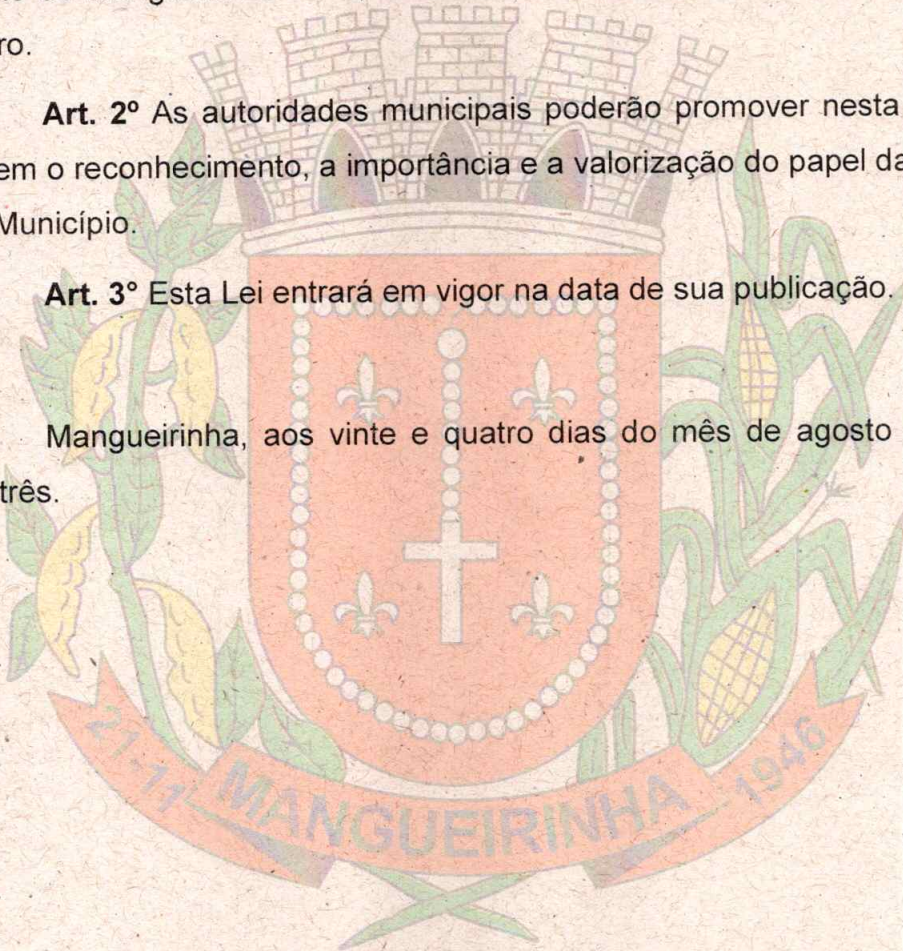 ro.
Art. 2º As autoridades municipais poderão promover nesta
em o reconhecimento, a importância e a valorização do papel da
Município.
Art. 3° Esta Lei entrará em vigor na data de sua publicação.
Mangueirinha, aos vinte e quatro dias do mês de agosto
três.
21-11 MANGUEIRINHA 1946